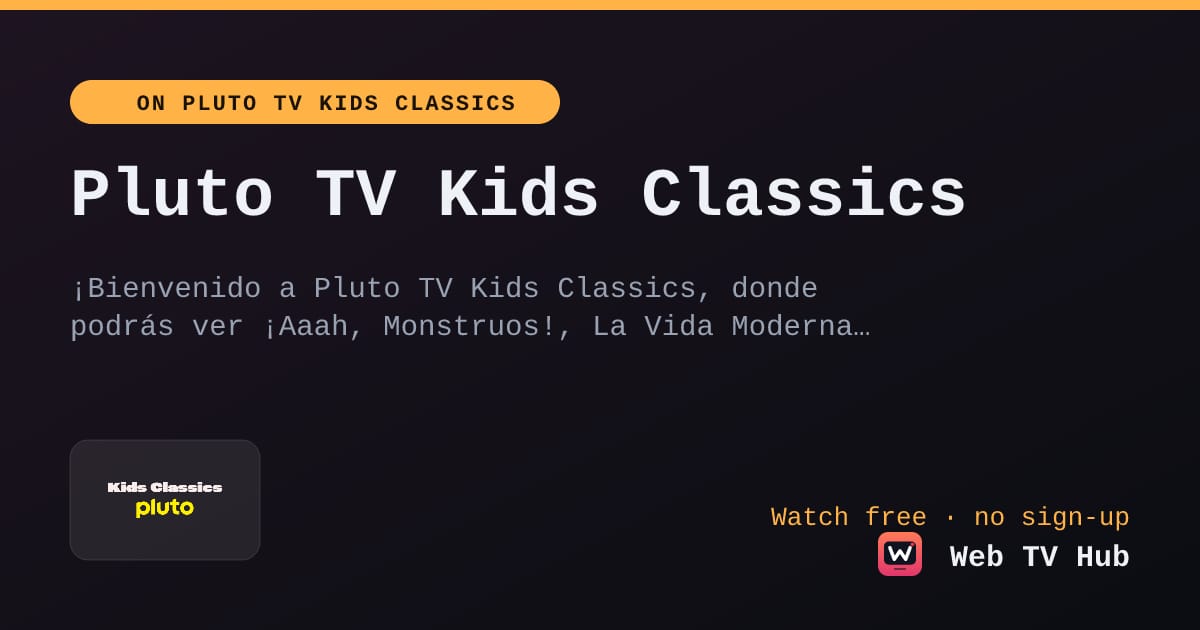 ON PLUTO TV KIDS CLASSICS
Pluto TV Kids Classics
¡Bienvenido a Pluto TV Kids Classics, donde
podrás ver ¡Aaah, Monstruos!, La Vida Moderna…
Kids Classics
pluto
Watch free · no sign-up
W
Web TV Hub